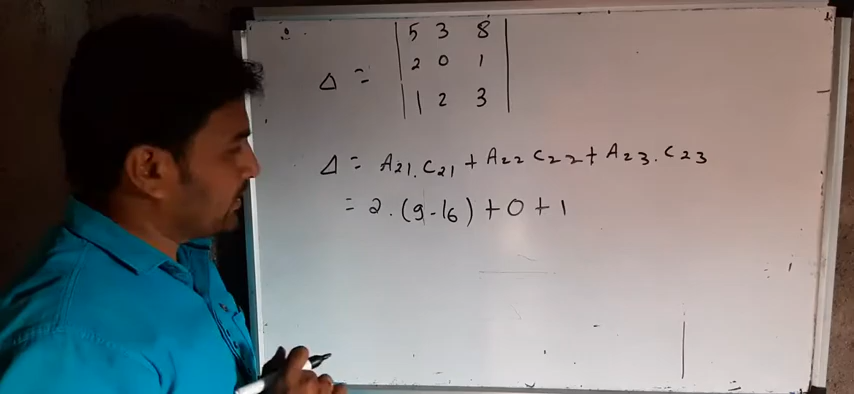 5 3 8
Δ = 2 0 1
1 2 3
Δ = A21. C21 + A22 C22 + A23. C23
= 2. (9-16) + 0 + 1